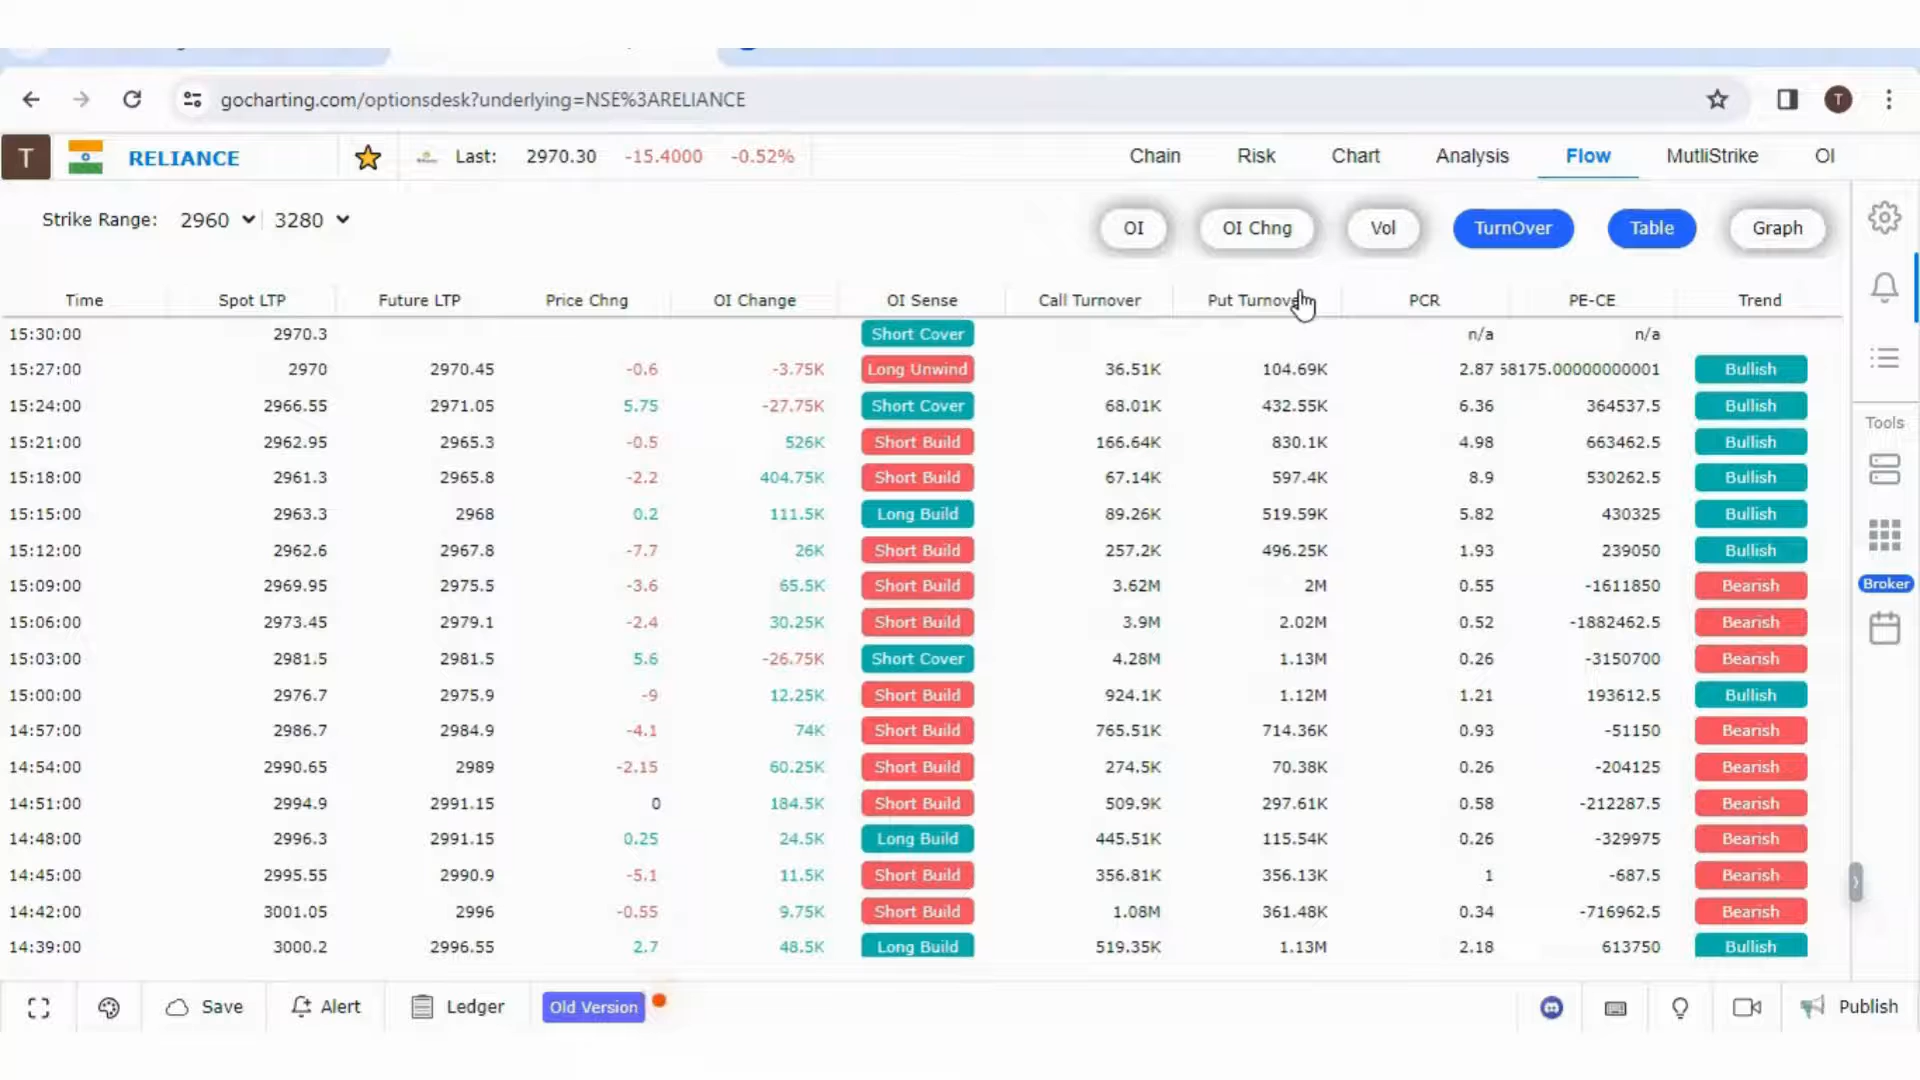 gocharting.com/optionsdesk?underlying=NSE%3ARELIANCE T
T RELIANCE Last: 2970.30 -15.4000 -0.52% Chain Risk Chart Analysis Flow MutliStrike OI
Strike Range: 2960 3280 OI OI Chng Vol TurnOver Table Graph
Time Spot LTP Future LTP Price Chng OI Change OI Sense Call Turnover Put Turnover PCR PE-CE Trend
15:30:00 2970.3 Short Cover n/a n/a
15:27:00 2970 2970.45 -0.6 -3.75K Long Unwind 36.51K 104.69K 2.87 58175.00000000001 Bullish
15:24:00 2966.55 2971.05 5.75 -27.75K Short Cover 68.01K 432.55K 6.36 364537.5 Bullish
15:21:00 2962.95 2965.3 -0.5 526K Short Build 166.64K 830.1K 4.98 663462.5 Bullish
15:18:00 2961.3 2965.8 -2.2 404.75K Short Build 67.14K 597.4K 8.9 530262.5 Bullish
15:15:00 2963.3 2968 0.2 111.5K Long Build 89.26K 519.59K 5.82 430325 Bullish
15:12:00 2962.6 2967.8 -7.7 26K Short Build 257.2K 496.25K 1.93 239050 Bullish
15:09:00 2969.95 2975.5 -3.6 65.5K Short Build 3.62M 2M 0.55 -1611850 Bearish
15:06:00 2973.45 2979.1 -2.4 30.25K Short Build 3.9M 2.02M 0.52 -1882462.5 Bearish
15:03:00 2981.5 2981.5 5.6 -26.75K Short Cover 4.28M 1.13M 0.26 -3150700 Bearish
15:00:00 2976.7 2975.9 -9 12.25K Short Build 924.1K 1.12M 1.21 193612.5 Bullish
14:57:00 2986.7 2984.9 -4.1 74K Short Build 765.51K 714.36K 0.93 -51150 Bearish
14:54:00 2990.65 2989 -2.15 60.25K Short Build 274.5K 70.38K 0.26 -204125 Bearish
14:51:00 2994.9 2991.15 0 184.5K Short Build 509.9K 297.61K 0.58 -212287.5 Bearish
14:48:00 2996.3 2991.15 0.25 24.5K Long Build 445.51K 115.54K 0.26 -329975 Bearish
14:45:00 2995.55 2990.9 -5.1 11.5K Short Build 356.81K 356.13K 1 -687.5 Bearish
14:42:00 3001.05 2996 -0.55 9.75K Short Build 1.08M 361.48K 0.34 -716962.5 Bearish
14:39:00 3000.2 2996.55 2.7 48.5K Long Build 519.35K 1.13M 2.18 613750 Bullish
Tools
Broker
Save Alert Ledger Old Version Publish